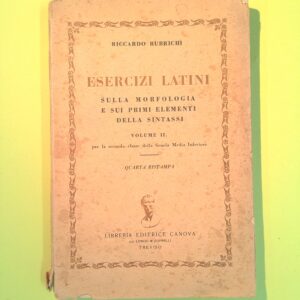 RICCARDO RUBRICHI
ESERCIZI LATINI
SULLA MORFOLOGIA
E SUI PRIMI ELEMENTI
DELLA SINTASSI
VOLUME II.
per la seconda classe della Scuola Media Inferiore
QUARTA RISTAMPA
LIBRERIA EDITRICE CANOVA
TREVISO